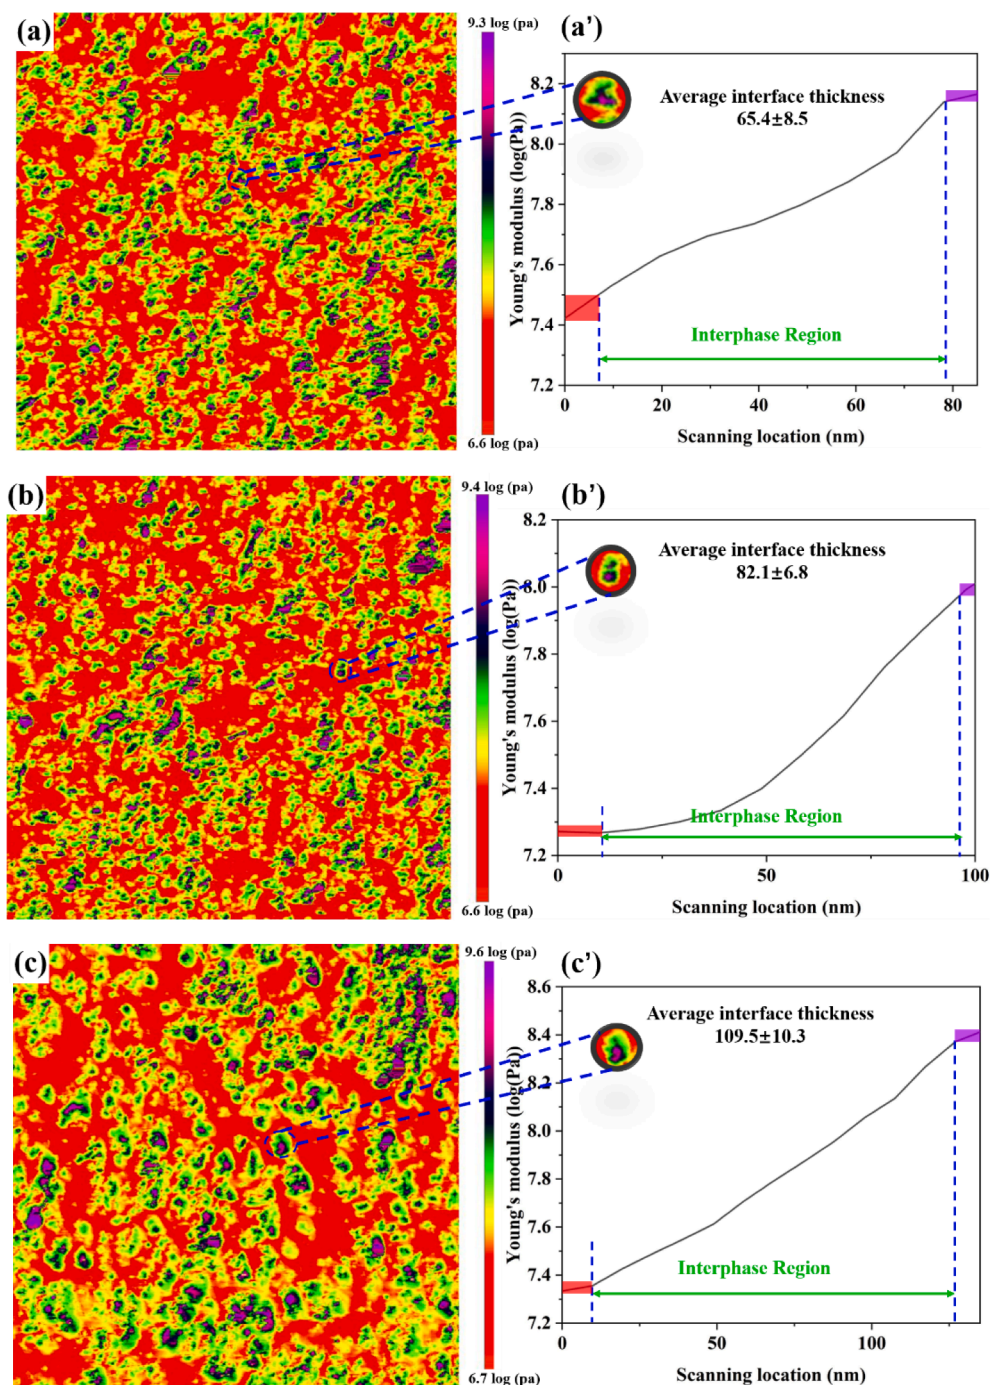 (a)
9.3 log (pa)
6.6 log (pa)
(a’)
Young's modulus (log(Pa))
8.2
8.0
7.8
7.6
7.4
7.2
Average interface thickness
65.4±8.5
Interphase Region
0 20 40 60 80
Scanning location (nm)
(b)
9.4 log (pa)
6.6 log (pa)
(b’)
Young's modulus (log(Pa))
8.2
8.0
7.8
7.6
7.4
7.2
Average interface thickness
82.1±6.8
Interphase Region
0 50 100
Scanning location (nm)
(c)
9.6 log (pa)
6.7 log (pa)
(c’)
Young's modulus (log(Pa))
8.6
8.4
8.2
8.0
7.8
7.6
7.4
7.2
Average interface thickness
109.5±10.3
Interphase Region
0 50 100
Scanning location (nm)